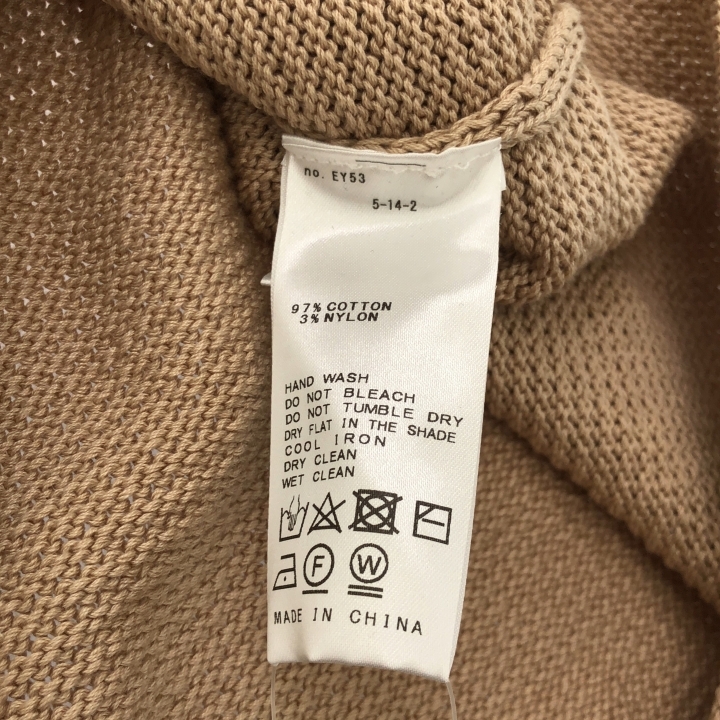 no. EY53
5-14-2
97% COTTON
3% NYLON
HAND WASH
DO NOT BLEACH
DO NOT TUMBLE DRY
DRY FLAT IN THE SHADE
COOL IRON
DRY CLEAN
WET CLEAN
F W
MADE IN CHINA